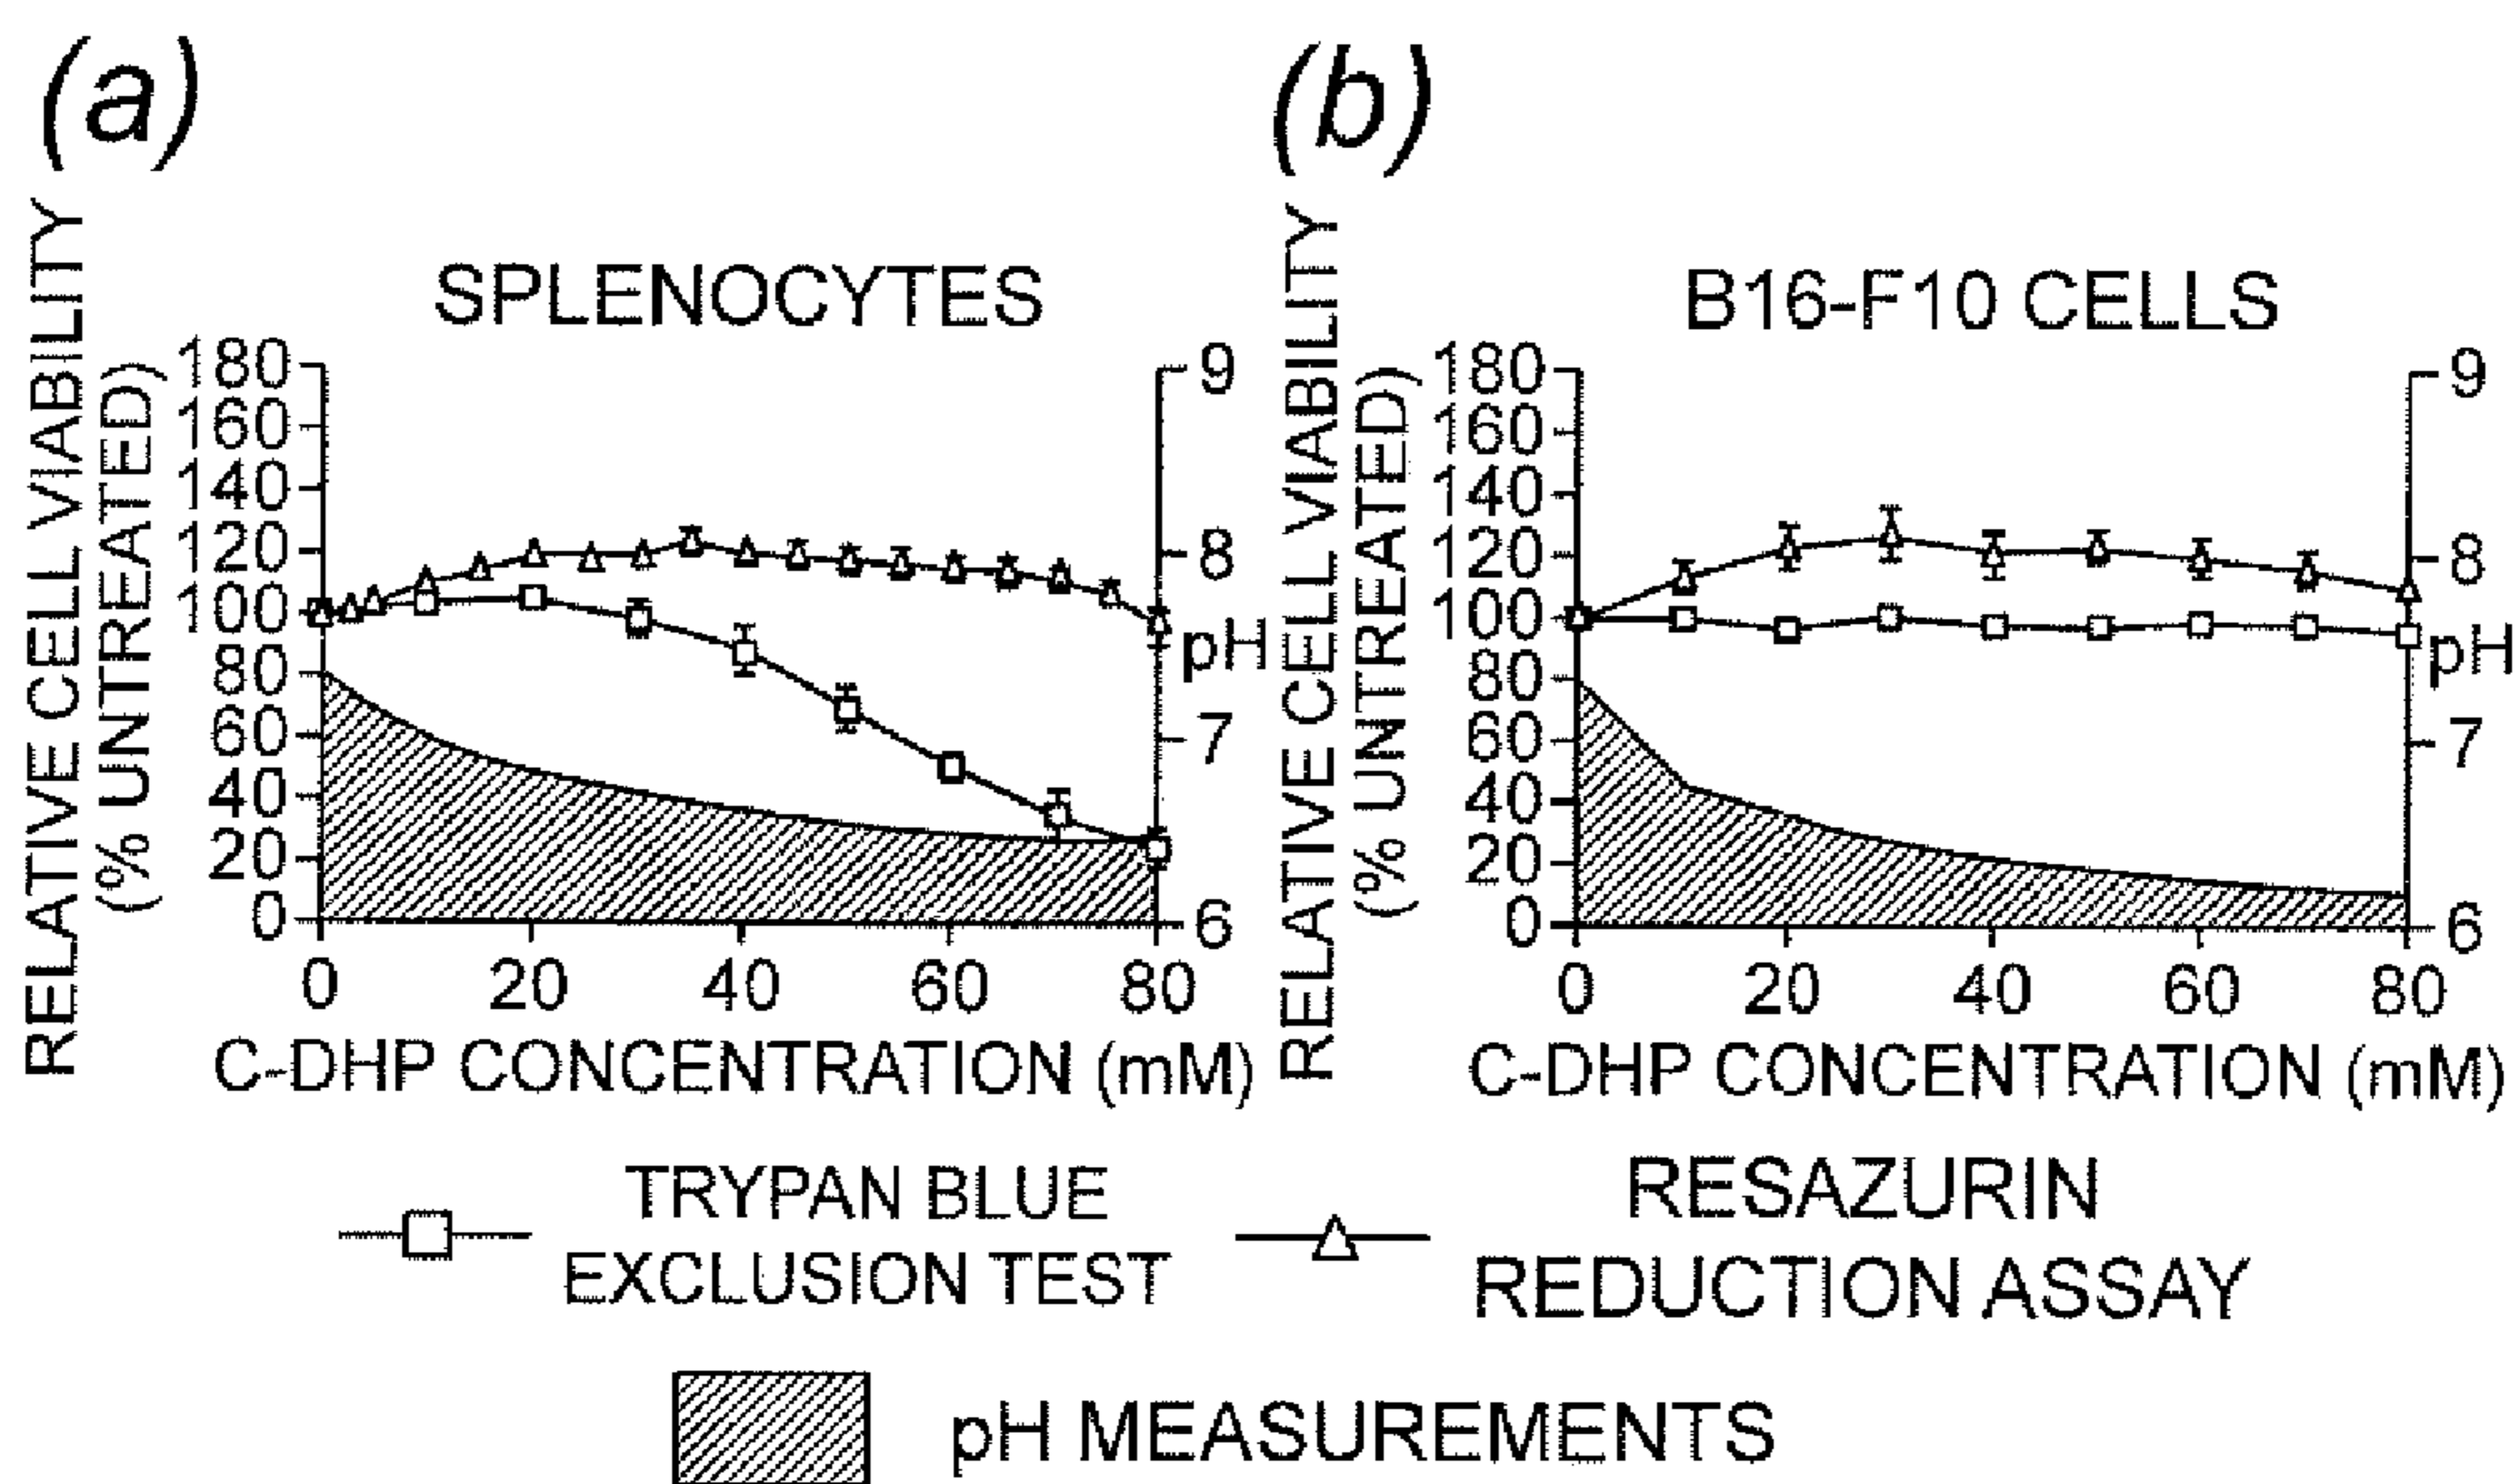 (a)
(b)
SPLENOCYTES
B16-F10 CELLS
RELATIVE CELL VIABILITY
(% UNTREATED)
180
160
140
120
100
80
60
40
20
0
9
8
pH
7
6
0 20 40 60 80
C-DHP CONCENTRATION (mM)
RELATIVE CELL VIABILITY
(% UNTREATED)
180
160
140
120
100
80
60
40
20
0
9
8
pH
7
6
0 20 40 60 80
C-DHP CONCENTRATION (mM)
TRYPAN BLUE
EXCLUSION TEST
RESAZURIN
REDUCTION ASSAY
pH MEASUREMENTS